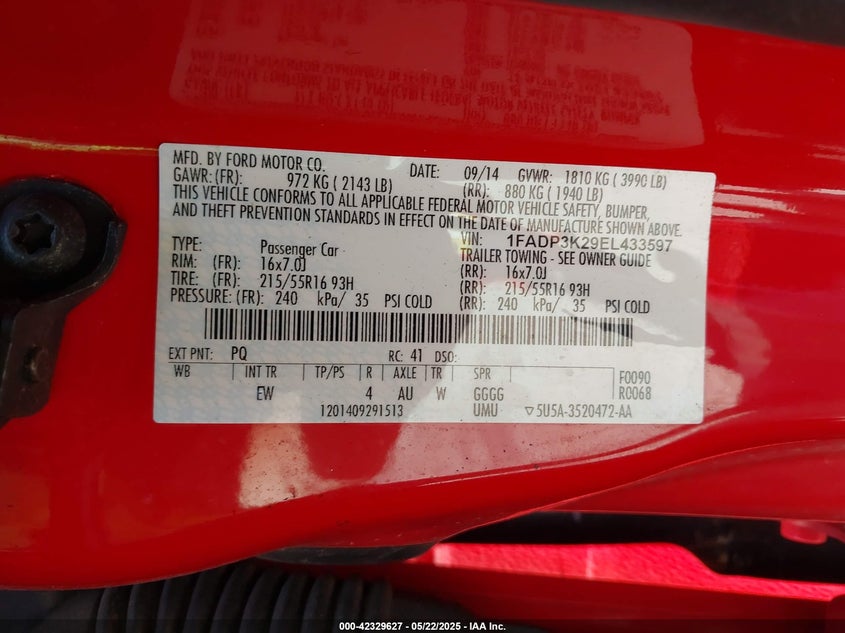 MFD. BY FORD MOTOR CO. DATE: 09/14 GVWR: 1810 KG ( 3990 LB)
GAWR: (FR): 972 KG ( 2143 LB) (RR): 880 KG ( 1940 LB)
THIS VEHICLE CONFORMS TO ALL APPLICABLE FEDERAL MOTOR VEHICLE SAFETY, BUMPER,
AND THEFT PREVENTION STANDARDS IN EFFECT ON THE DATE OF MANUFACTURE SHOWN ABOVE.
VIN: 1FADP3K29EL433597
TYPE: Passenger Car TRAILER TOWING - SEE OWNER GUIDE
RIM: (FR): 16x7.0J (RR): 16x7.0J
TIRE: (FR): 215/55R16 93H (RR): 215/55R16 93H
PRESSURE: (FR): 240 kPa/ 35 PSI COLD (RR): 240 kPa/ 35 PSI COLD
EXT PNT: PQ RC: 41 DSO:
WB INT TR TP/PS R AXLE TR SPR F0090
EW 4 AU W GGGG R0068
1201409291513 UMU ▽5U5A-3520472-AA
000-42329627 - 05/22/2025 - IAA Inc.